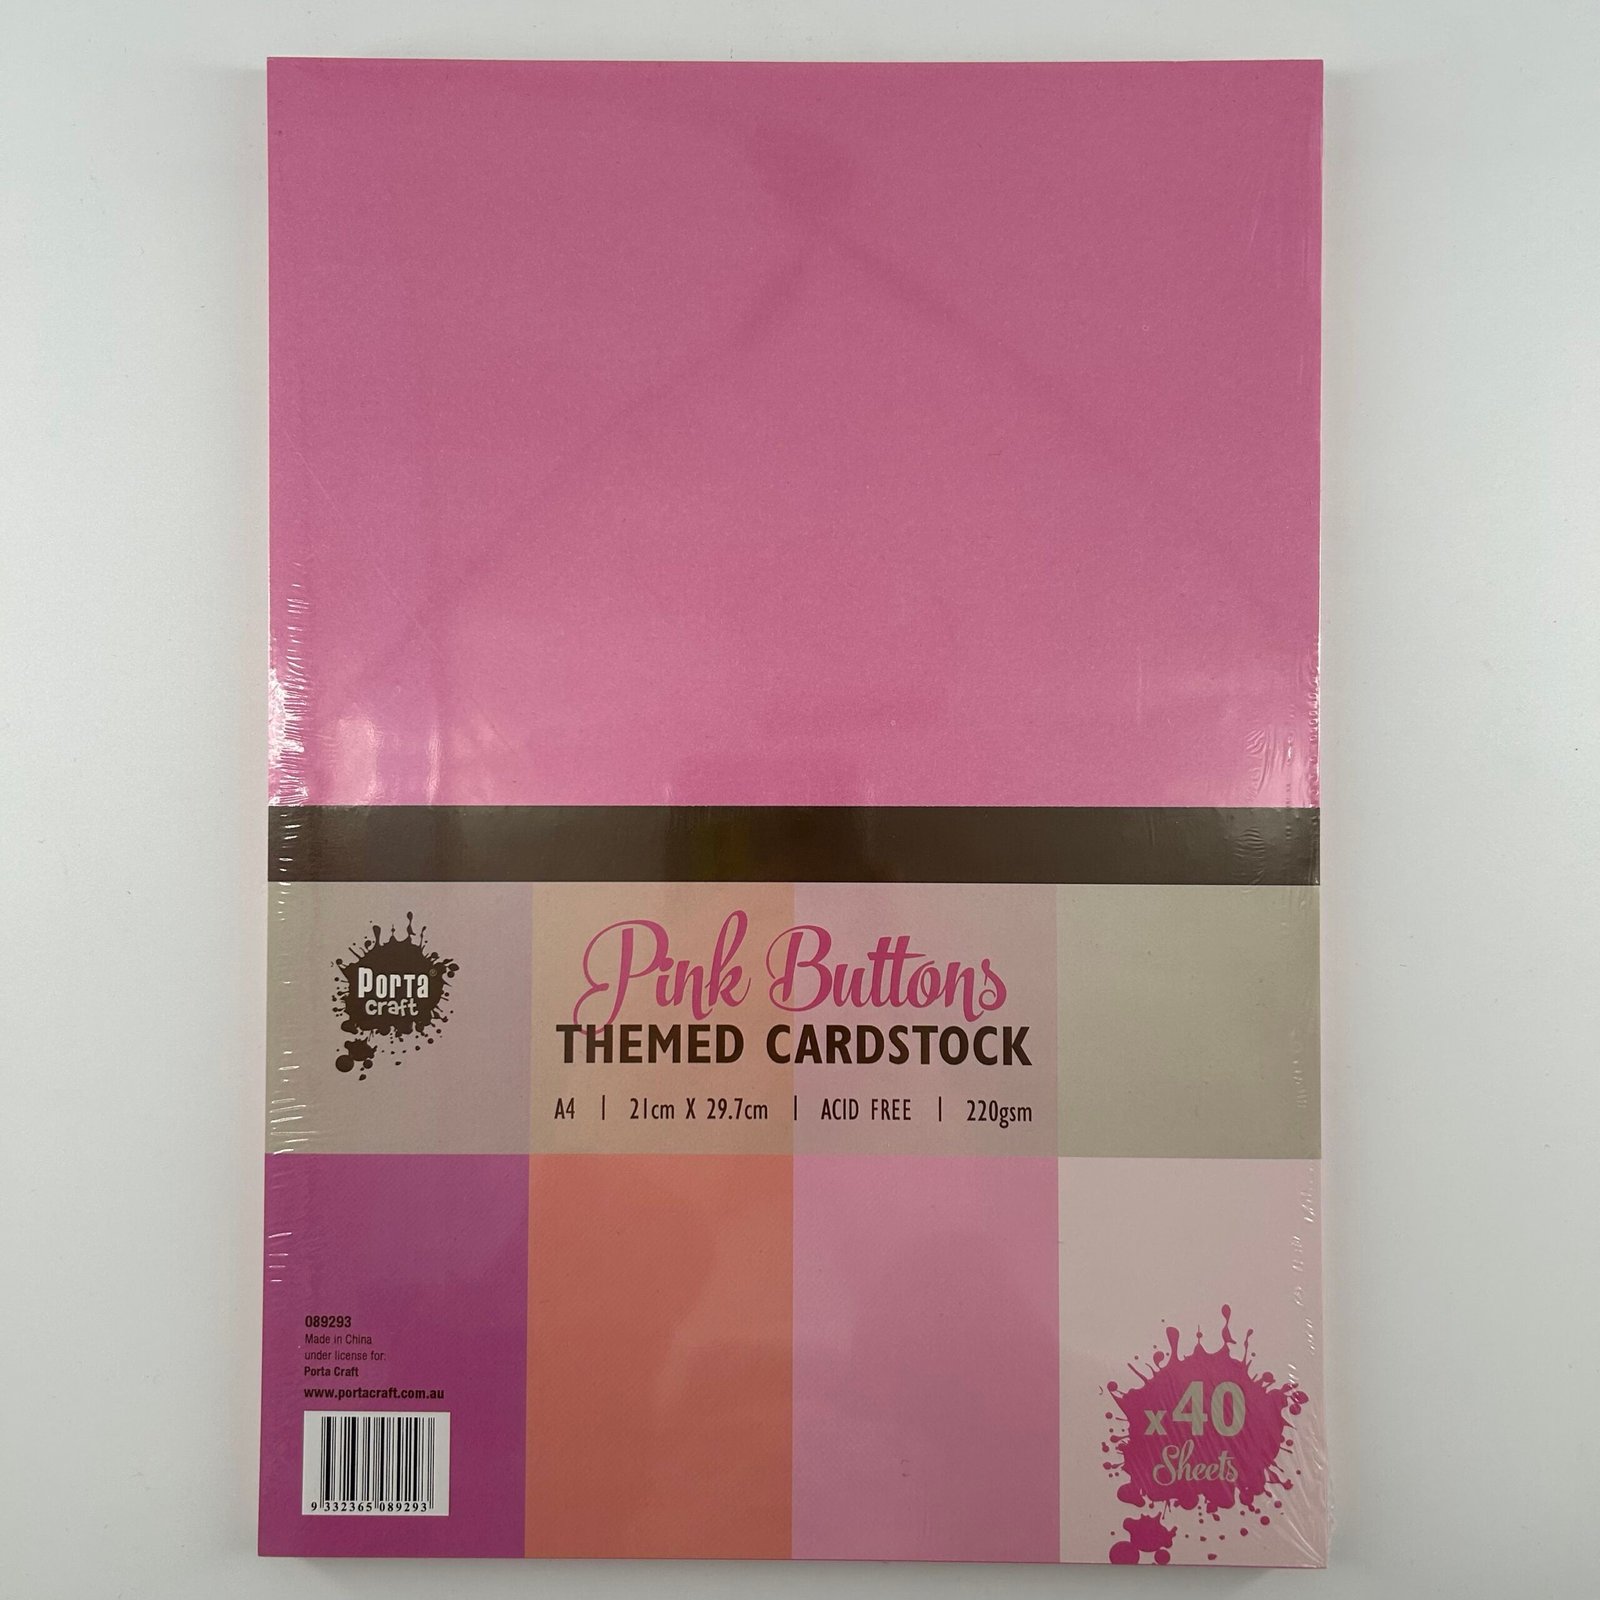 PORTA®
craft
Pink Buttons
THEMED CARDSTOCK
A4 | 21cm X 29.7cm | ACID FREE | 220gsm
089293
Made in China
under license for:
Porta Craft
www.portacraft.com.au
9 332365 089293
x40
Sheets